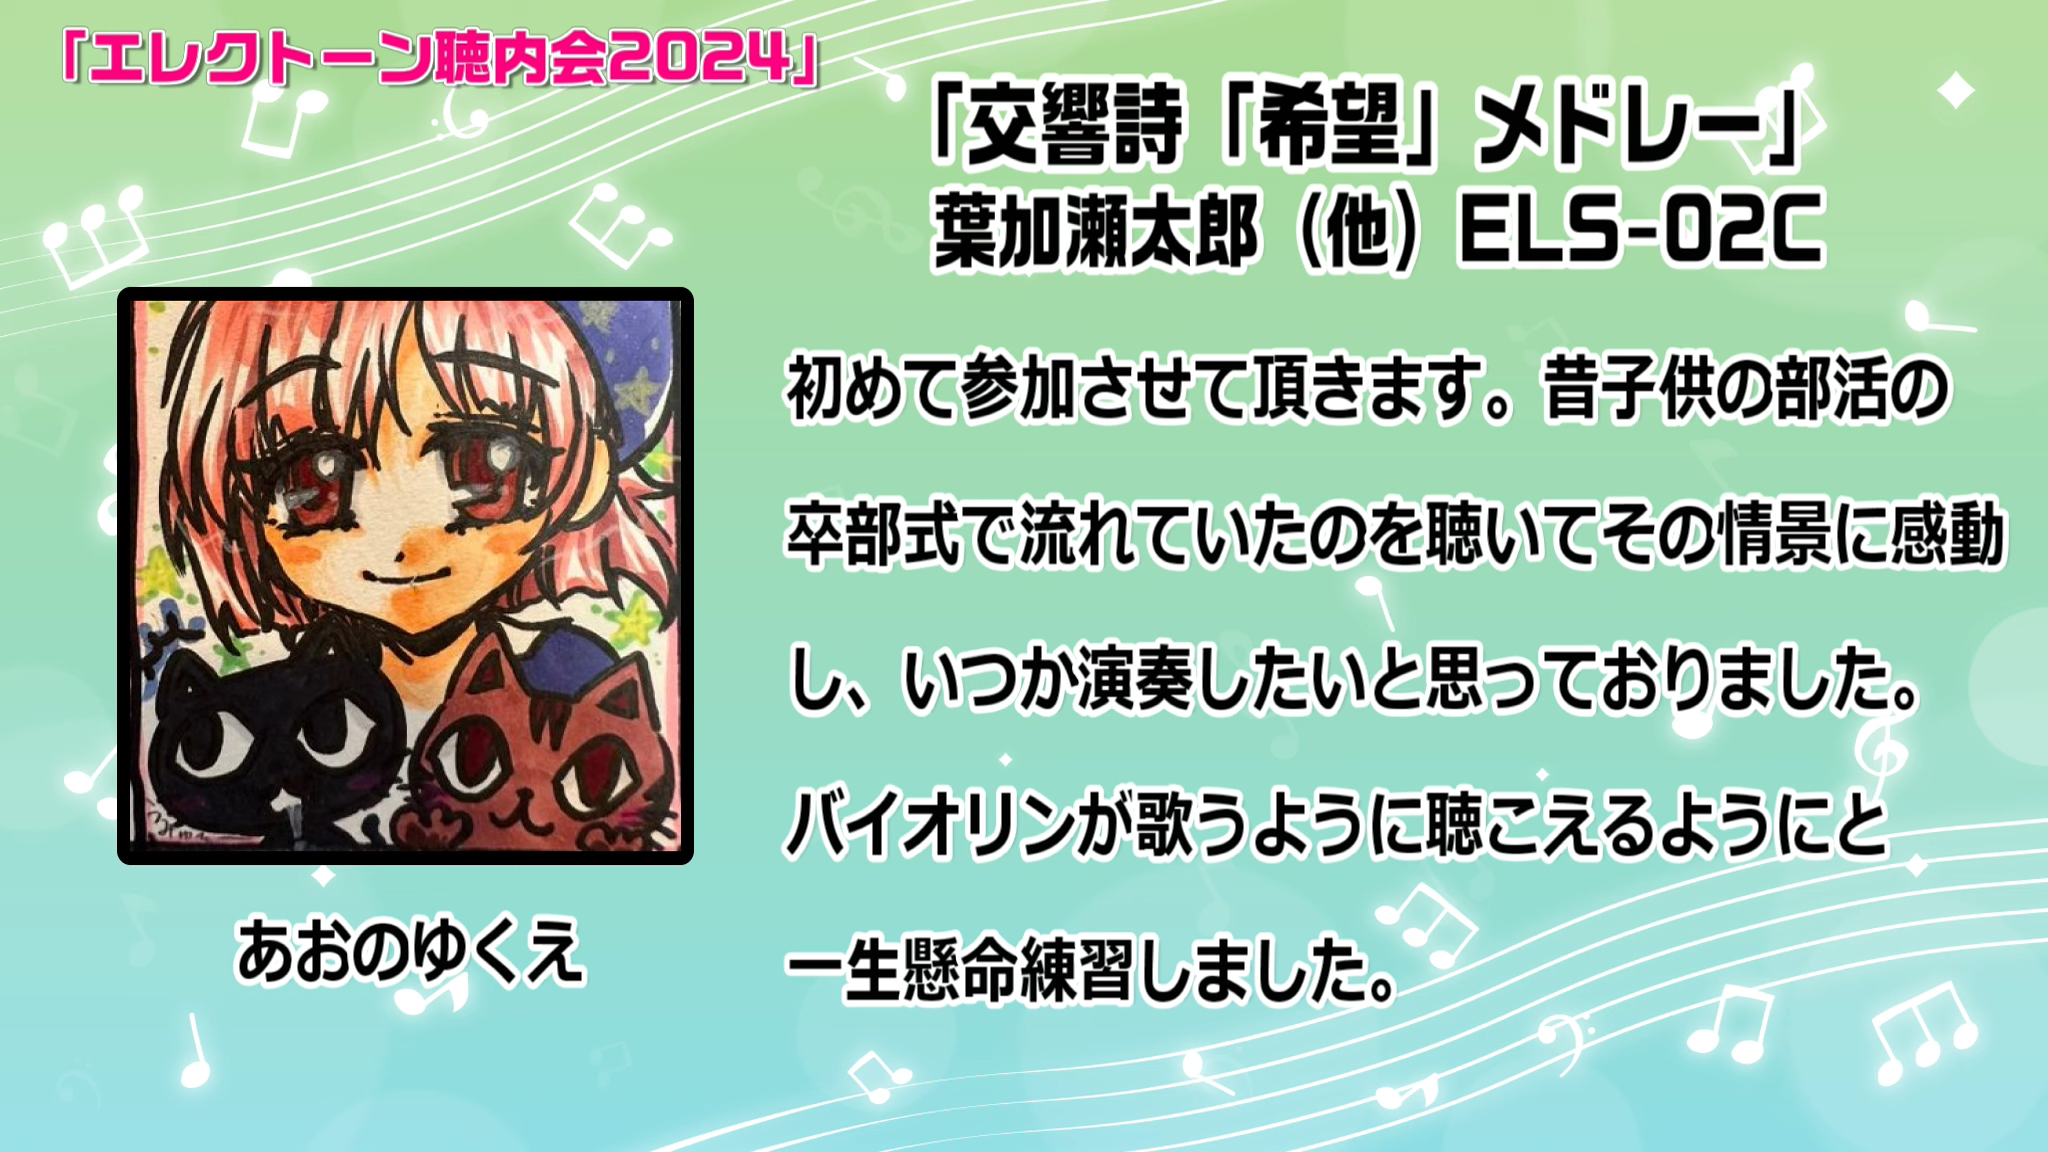 「エレクトーン聴内会2024」
「交響詩「希望」メドレー」
葉加瀬太郎（他）ELS-02C
初めて参加させて頂きます。昔子供の部活の
卒部式で流れていたのを聴いてその情景に感動
し、いつか演奏したいと思っておりました。
バイオリンが歌うように聴こえるようにと
一生懸命練習しました。
あおのゆくえ